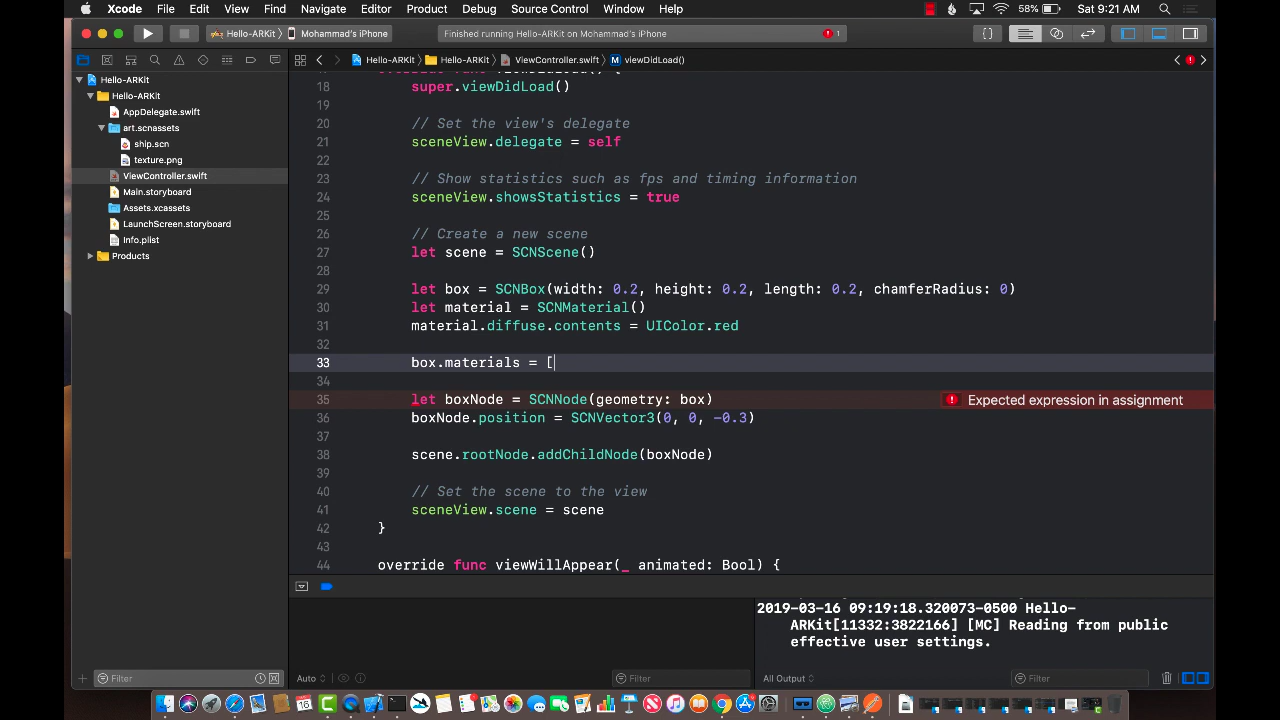 Xcode File Edit View Find Navigate Editor Product Debug Source Control Window Help 58% Sat 9:21 AM
Hello-ARKit Mohammad's iPhone Finished running Hello-ARKit on Mohammad's iPhone 1
Hello-ARKit Hello-ARKit ViewController.swift M viewDidLoad()
Hello-ARKit
Hello-ARKit
AppDelegate.swift
art.scnassets
ship.scn
texture.png
ViewController.swift
Main.storyboard
Assets.xcassets
LaunchScreen.storyboard
Info.plist
Products
Filter
17 override func viewDidLoad() {
18 super.viewDidLoad()
19
20 // Set the view's delegate
21 sceneView.delegate = self
22
23 // Show statistics such as fps and timing information
24 sceneView.showsStatistics = true
25
26 // Create a new scene
27 let scene = SCNScene()
28
29 let box = SCNBox(width: 0.2, height: 0.2, length: 0.2, chamferRadius: 0)
30 let material = SCNMaterial()
31 material.diffuse.contents = UIColor.red
32
33 box.materials = [
34
35 let boxNode = SCNNode(geometry: box) Expected expression in assignment
36 boxNode.position = SCNVector3(0, 0, -0.3)
37
38 scene.rootNode.addChildNode(boxNode)
39
40 // Set the scene to the view
41 sceneView.scene = scene
42 }
43
44 override func viewWillAppear(_ animated: Bool) {
2019-03-16 09:19:18.320073-0500 Hello-
ARKit[11332:3822166] [MC] Reading from public
effective user settings.
Auto Filter All Output Filter